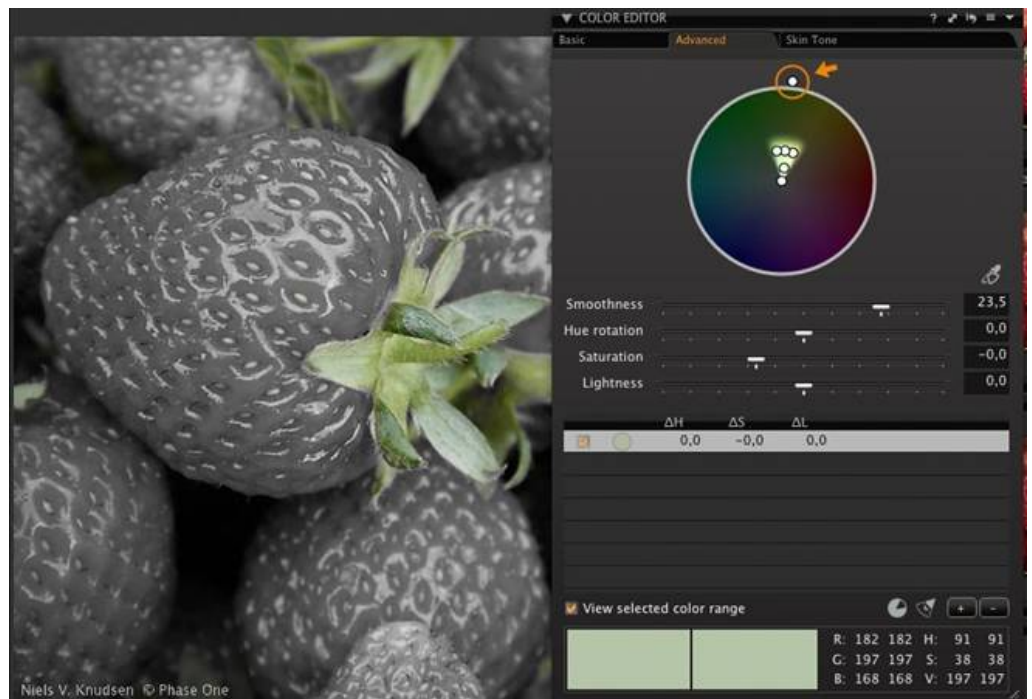 COLOR EDITOR ?
Basic Advanced Skin Tone
Smoothness 23,5
Hue rotation 0,0
Saturation -0,0
Lightness 0,0
ΔH ΔS ΔL
0,0 -0,0 0,0
View selected color range + -
R: 182 182 H: 91 91
G: 197 197 S: 38 38
B: 168 168 V: 197 197
Niels V. Knudsen © Phase One